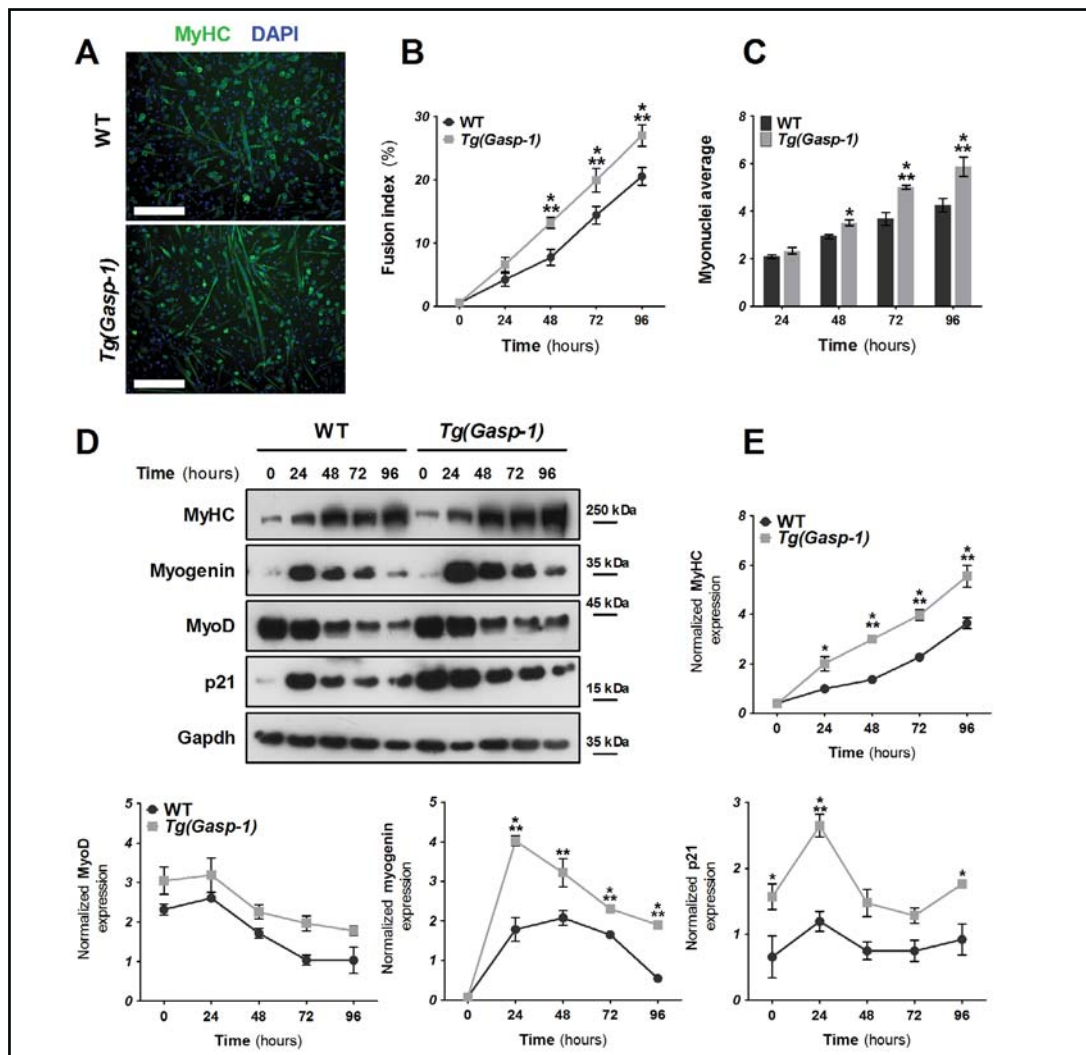 A
MyHC DAPI
WT
Tg(Gasp-1)
B
WT
Tg(Gasp-1)
Fusion index (%)
30
20
10
0
0 24 48 72 96
Time (hours)
*
**
*
**
*
**
C
WT
Tg(Gasp-1)
Myonuclei average
8
6
4
2
0
24 48 72 96
Time (hours)
*
*
**
*
**
D
WT Tg(Gasp-1)
Time (hours) 0 24 48 72 96 0 24 48 72 96
MyHC 250 kDa
Myogenin 35 kDa
45 kDa
MyoD
p21 15 kDa
Gapdh 35 kDa
E
WT
Tg(Gasp-1)
Normalized MyHC
expression
8
6
4
2
0
0 24 48 72 96
Time (hours)
*
*
**
*
**
*
**
WT
Tg(Gasp-1)
Normalized MyoD
expression
5
4
3
2
1
0
0 24 48 72 96
Time (hours)
Normalized myogenin
expression
5
4
3
2
1
0
0 24 48 72 96
Time (hours)
*
**
**
*
**
*
**
Normalized p21
expression
3
2
1
0
0 24 48 72 96
Time (hours)
*
*
**
*